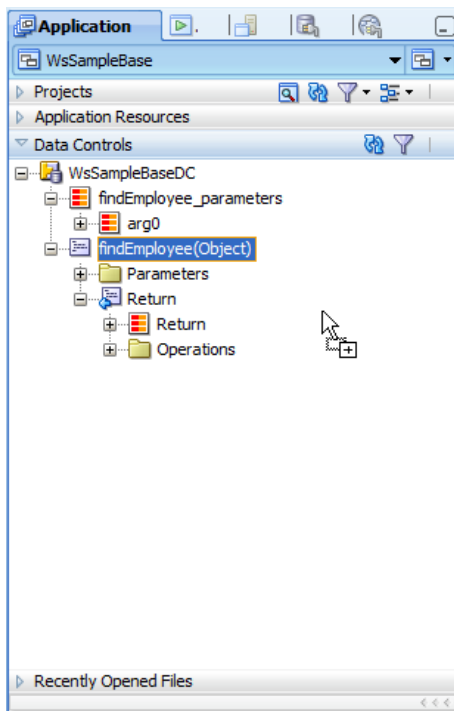 Application
WsSampleBase
Projects
Application Resources
Data Controls
WsSampleBaseDC
findEmployee_parameters
arg0
findEmployee(Object)
Parameters
Return
Return
Operations
Recently Opened Files